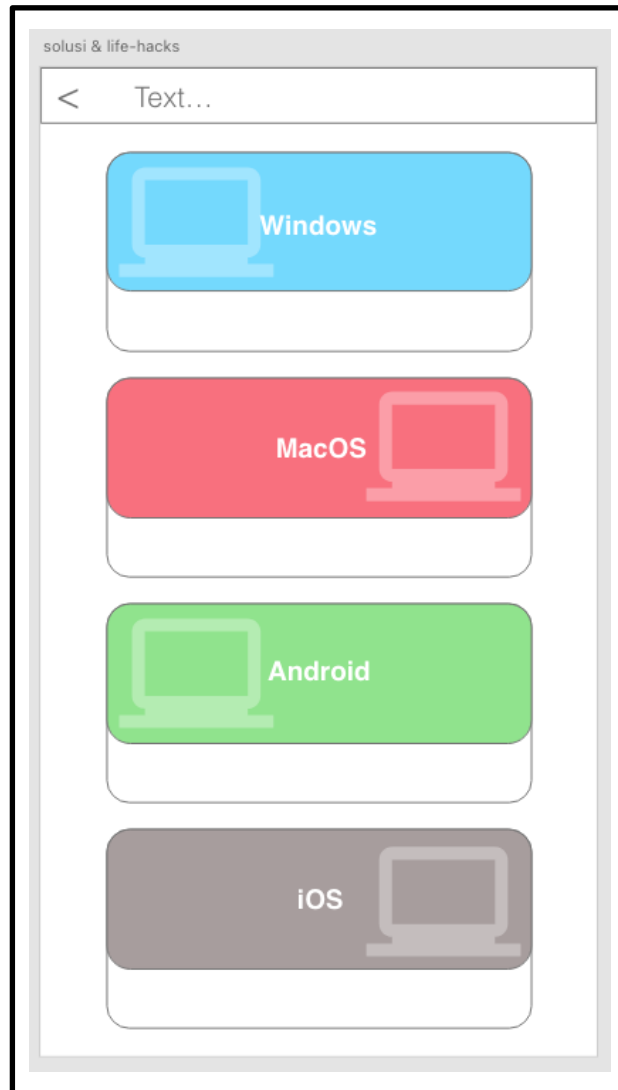 solusi & life-hacks
< Text...
Windows
MacOS
Android
iOS